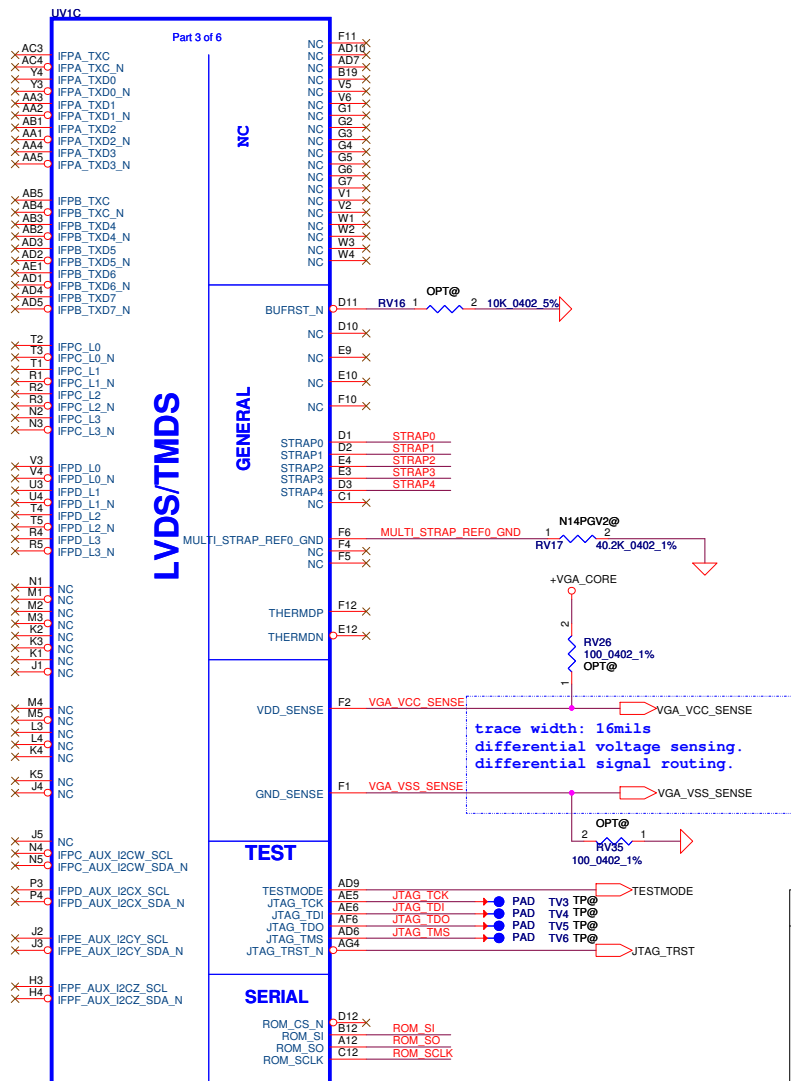 UV1C
Part 3 of 6
AC3 IFPA_TXC
AC4 IFPA_TXC_N
Y4 IFPA_TXD0
Y3 IFPA_TXD0_N
AA3 IFPA_TXD1
AA2 IFPA_TXD1_N
AB1 IFPA_TXD2
AA1 IFPA_TXD2_N
AA4 IFPA_TXD3
AA5 IFPA_TXD3_N
AB5 IFPB_TXC
AB4 IFPB_TXC_N
AB3 IFPB_TXD4
AB2 IFPB_TXD4_N
AD3 IFPB_TXD5
AD2 IFPB_TXD5_N
AE1 IFPB_TXD6
AD1 IFPB_TXD6_N
AD4 IFPB_TXD7
AD5 IFPB_TXD7_N
T2 IFPC_L0
T3 IFPC_L0_N
T1 IFPC_L1
R1 IFPC_L1_N
R2 IFPC_L2
R3 IFPC_L2_N
N2 IFPC_L3
N3 IFPC_L3_N
V3 IFPD_L0
V4 IFPD_L0_N
U3 IFPD_L1
U4 IFPD_L1_N
T4 IFPD_L2
T5 IFPD_L2_N
R4 IFPD_L3
R5 IFPD_L3_N
N1 NC
M1 NC
M2 NC
M3 NC
K2 NC
K3 NC
K1 NC
J1 NC
M4 NC
M5 NC
L3 NC
L4 NC
K4 NC
K5 NC
J4 NC
J5 NC
N4 IFPC_AUX_I2CW_SCL
N5 IFPC_AUX_I2CW_SDA_N
P3 IFPD_AUX_I2CX_SCL
P4 IFPD_AUX_I2CX_SDA_N
J2 IFPE_AUX_I2CY_SCL
J3 IFPE_AUX_I2CY_SDA_N
H3 IFPF_AUX_I2CZ_SCL
H4 IFPF_AUX_I2CZ_SDA_N
LVDS/TMDS
NC
NC F11
NC AD10
NC AD7
NC B19
NC V5
NC V6
NC G1
NC G2
NC G3
NC G4
NC G5
NC G6
NC G7
NC V1
NC V2
NC W1
NC W2
NC W3
NC W4
GENERAL
OPT@
BUFRST_N D11 RV16 1 2 10K_0402_5%
NC D10
NC E9
NC E10
NC F10
STRAP0 D1 STRAP0
STRAP1 D2 STRAP1
STRAP2 E4 STRAP2
STRAP3 E3 STRAP3
STRAP4 D3 STRAP4
NC C1
N14PGV2@
MULTI_STRAP_REF0_GND F6 MULTI_STRAP_REF0_GND 1 2
RV17 40.2K_0402_1%
NC F4
NC F5
+VGA_CORE
THERMDP F12
THERMDN E12
2
RV26
100_0402_1%
OPT@
1
VDD_SENSE F2 VGA_VCC_SENSE VGA_VCC_SENSE
trace width: 16mils
differential voltage sensing.
differential signal routing.
GND_SENSE F1 VGA_VSS_SENSE VGA_VSS_SENSE
OPT@
2 1
RV35
100_0402_1%
TEST
TESTMODE AD9 TESTMODE
JTAG_TCK AE5 JTAG_TCK PAD TV3 TP@
JTAG_TDI AE6 JTAG_TDI PAD TV4 TP@
JTAG_TDO AF6 JTAG_TDO PAD TV5 TP@
JTAG_TMS AD6 JTAG_TMS PAD TV6 TP@
JTAG_TRST_N AG4 JTAG_TRST
SERIAL
ROM_CS_N D12
ROM_SI B12 ROM_SI
ROM_SO A12 ROM_SO
ROM_SCLK C12 ROM_SCLK